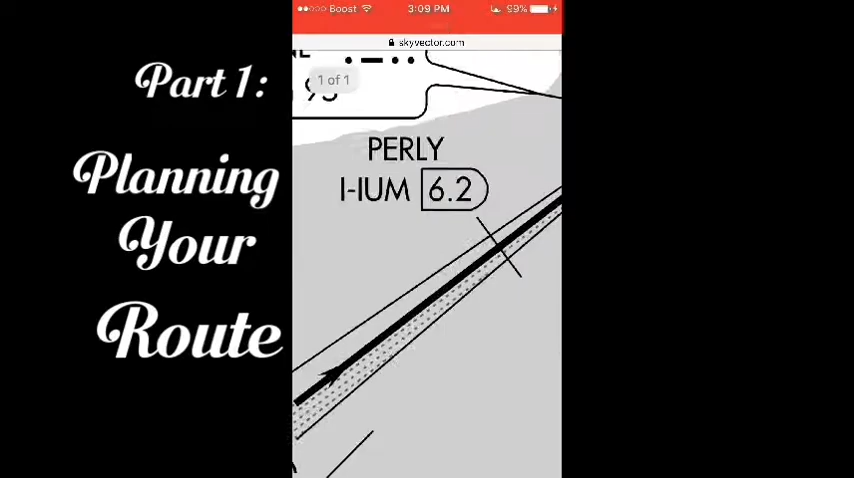 Boost 3:09 PM 99%
skyvector.com
1 of 1
PERLY
I-IUM 6.2
Part 1:
Planning
Your
Route